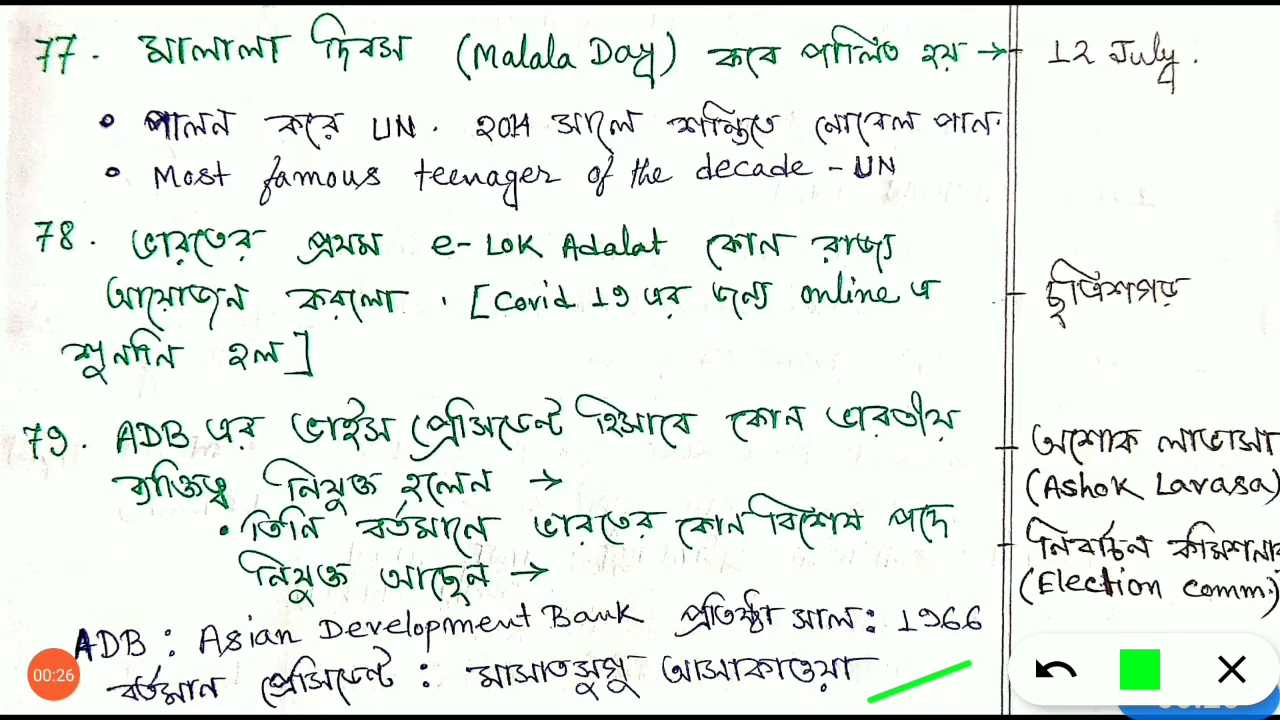 77. মালালা দিবস (Malala Day) কবে পালিত হয় → 12 July.
• পালন করে UN. 2014 সালে শান্তিতে নোবেল পান.
• Most famous teenager of the decade - UN
78. ভারতের প্রথম e-Lok Adalat কোন রাজ্য
আয়োজন করলো. [Covid 19 এর জন্য online এ
ছত্তিশগড়
শুনানি হল]
79. ADB এর ভাইস প্রেসিডেন্ট হিসাবে কোন ভারতীয়
অশোক লাভাসা
ব্যক্তিত্ব নিযুক্ত হলেন →
(Ashok Lavasa)
• তিনি বর্তমানে ভারতের কোন বিশেষ পদে
নির্বাচন কমিশনার
নিযুক্ত আছেন →
(Election comm.)
ADB : Asian Development Bank প্রতিষ্ঠা সাল: 1966
বর্তমান প্রেসিডেন্ট : মাসাতসুগু আসাকাওয়া
00:26